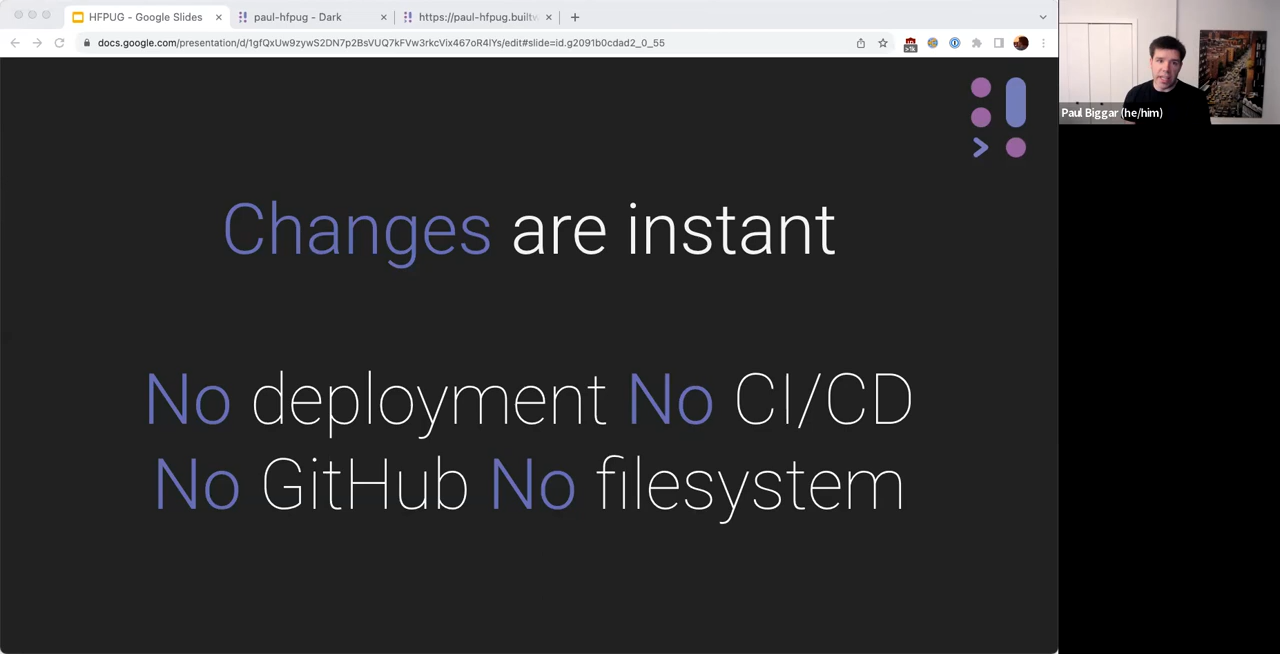 HFPUG - Google Slides
paul-hfpug - Dark
https://paul-hfpug.builtw
docs.google.com/presentation/d/1gfQxUw9zywS2DN7p2BsVUQ7kFVw3rkcVix467oR4lYs/edit#slide=id.g2091b0cdad2_0_55
Paul Biggar (he/him)
Changes are instant
No deployment No CI/CD
No GitHub No filesystem